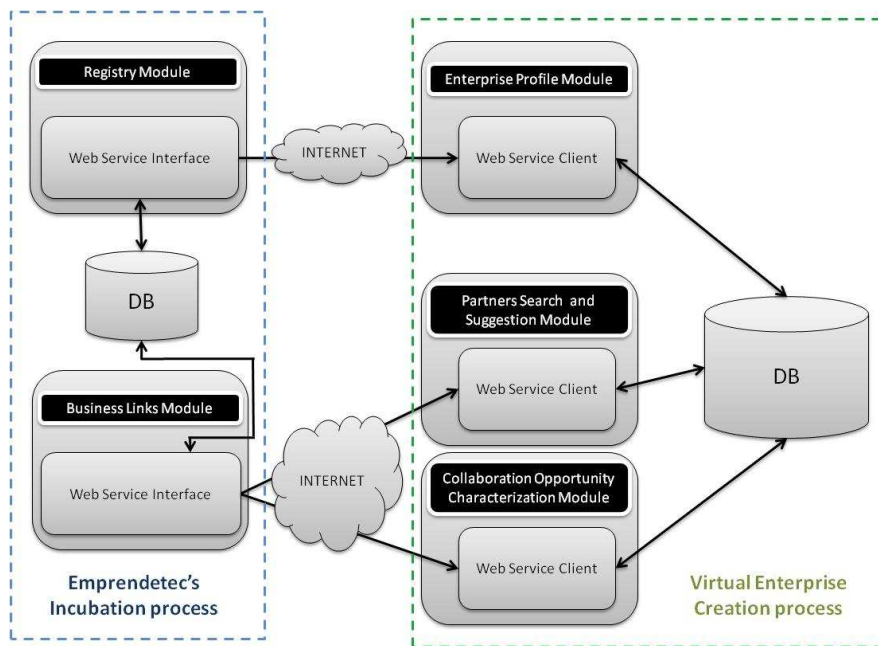 Registry Module
Web Service Interface
DB
Business Links Module
Web Service Interface
Emprendetec's
Incubation process
INTERNET
INTERNET
Enterprise Profile Module
Web Service Client
Partners Search and
Suggestion Module
Web Service Client
Collaboration Opportunity
Characterization Module
Web Service Client
DB
Virtual Enterprise
Creation process